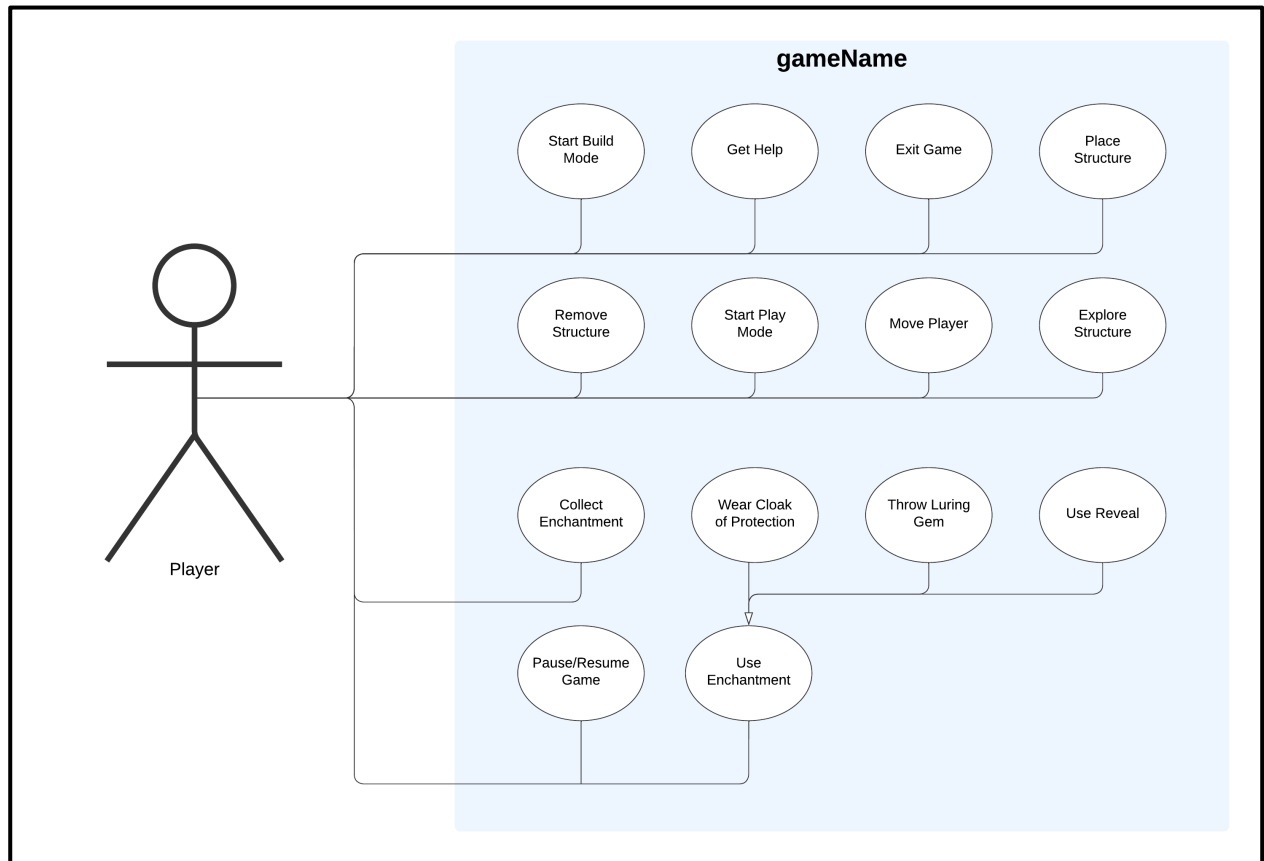 gameName
Start Build
Mode
Get Help
Exit Game
Place
Structure
Remove
Structure
Start Play
Mode
Move Player
Explore
Structure
Collect
Enchantment
Wear Cloak
of Protection
Throw Luring
Gem
Use Reveal
Player
Pause/Resume
Game
Use
Enchantment